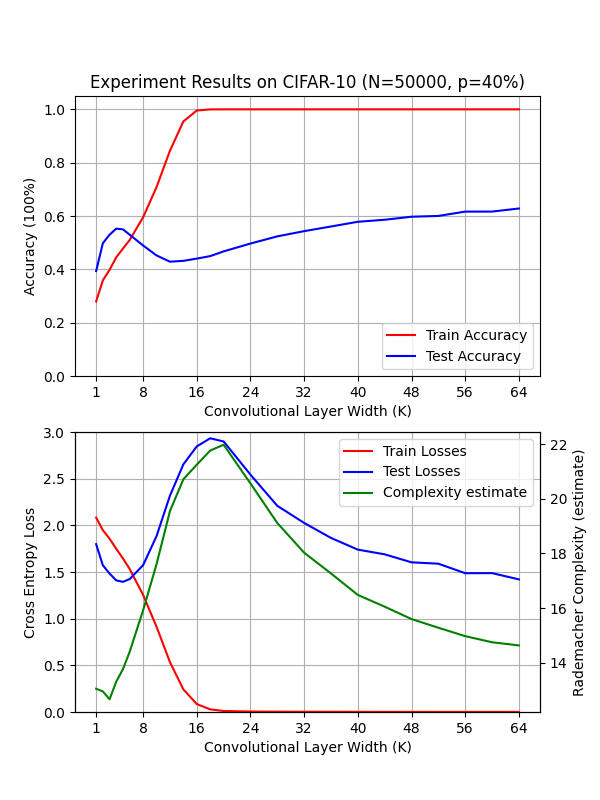 Experiment Results on CIFAR-10 (N=50000, p=40%)
1.0
0.8
0.6
0.4
0.2
0.0
Accuracy (100%)
Train Accuracy
Test Accuracy
1 8 16 24 32 40 48 56 64
Convolutional Layer Width (K)
3.0
2.5
2.0
1.5
1.0
0.5
0.0
Cross Entropy Loss
Train Losses
Test Losses
Complexity estimate
22
20
18
16
14
Rademacher Complexity (estimate)
1 8 16 24 32 40 48 56 64
Convolutional Layer Width (K)